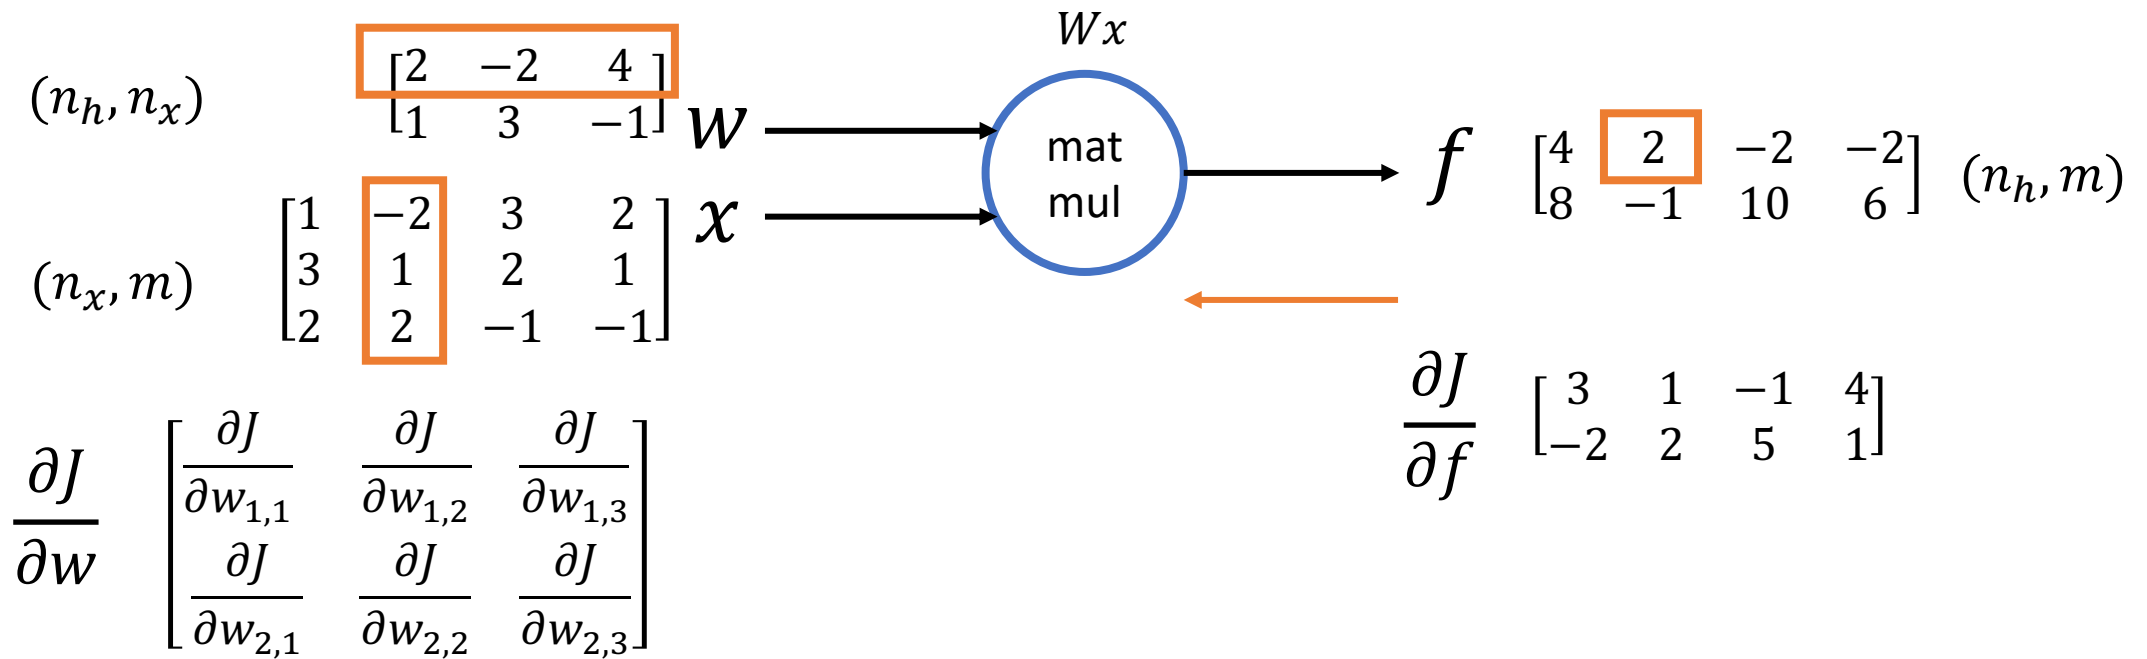 Wx
(n_h, n_x)
[2 −2 4
1 3 −1]
w
mat
mul
f
[4 2 −2 −2
8 −1 10 6]
(n_h, m)
(n_x, m)
[1 −2 3 2
3 1 2 1
2 2 −1 −1]
x
∂J
∂f
[3 1 −1 4
−2 2 5 1]
∂J
∂w
[∂J ∂J ∂J
∂w_{1,1} ∂w_{1,2} ∂w_{1,3}
∂J ∂J ∂J
∂w_{2,1} ∂w_{2,2} ∂w_{2,3}]